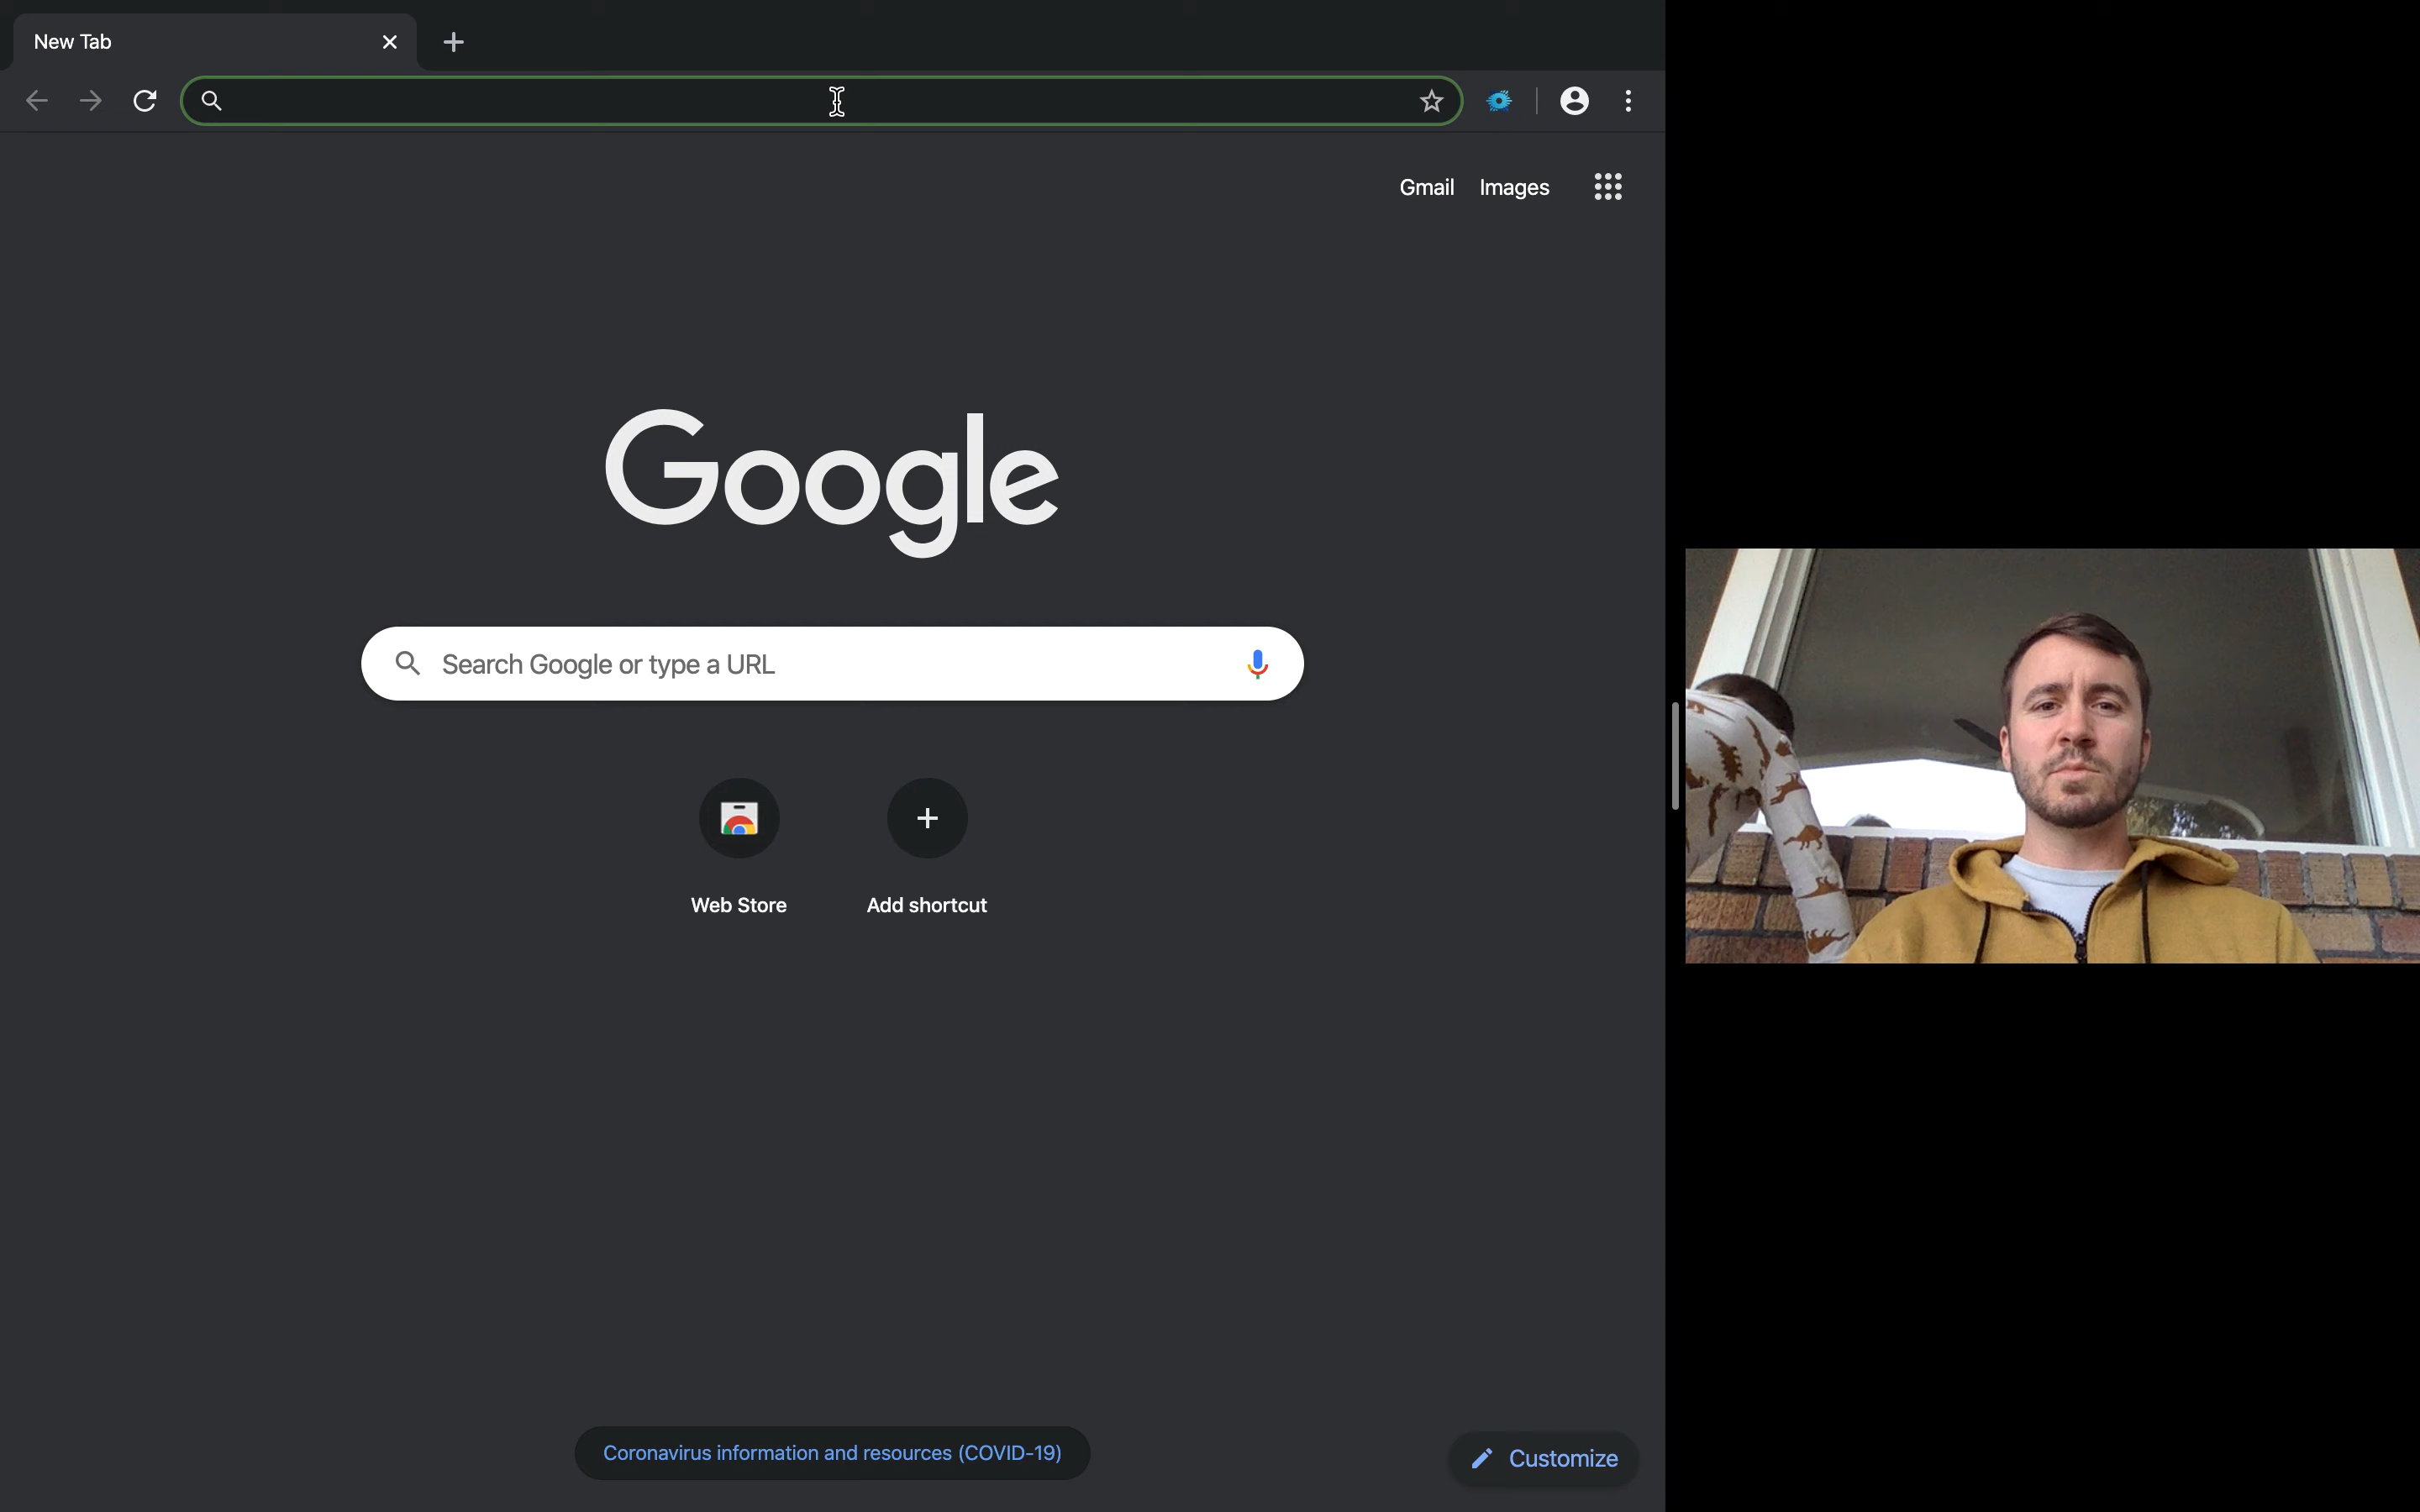 New Tab
Gmail Images
Google
Search Google or type a URL
Web Store
Add shortcut
Coronavirus information and resources (COVID-19)
Customize